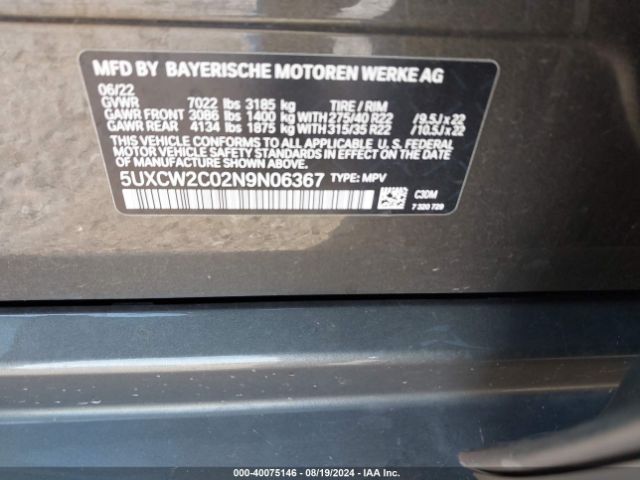 MFD BY BAYERISCHE MOTOREN WERKE AG
06/22
GVWR 7022 lbs 3185 kg TIRE / RIM
GAWR FRONT 3086 lbs 1400 kg WITH 275/40 R22 /9.5J x 22
GAWR REAR 4134 lbs 1875 kg WITH 315/35 R22 /10.5J x 22
THIS VEHICLE CONFORMS TO ALL APPLICABLE U. S. FEDERAL
MOTOR VEHICLE SAFETY STANDARDS IN EFFECT ON THE DATE OF
MANUFACTURE SHOWN ABOVE.
5UXCW2C02N9N06367 TYPE: MPV
C3DM
7 320 729
000-40075146 - 08/19/2024 - IAA Inc.